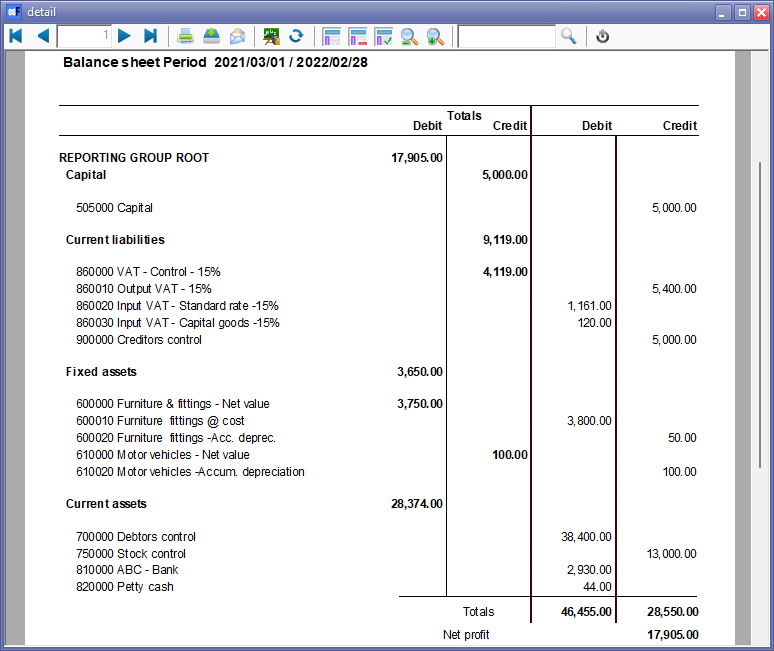 detail
1
Balance sheet Period 2021/03/01 / 2022/02/28
Totals
Debit Credit Debit Credit
REPORTING GROUP ROOT 17,905.00
Capital 5,000.00
505000 Capital 5,000.00
Current liabilities 9,119.00
860000 VAT - Control - 15% 4,119.00
860010 Output VAT - 15% 5,400.00
860020 Input VAT - Standard rate -15% 1,161.00
860030 Input VAT - Capital goods -15% 120.00
900000 Creditors control 5,000.00
Fixed assets 3,650.00
600000 Furniture & fittings - Net value 3,750.00
600010 Furniture fittings @ cost 3,800.00
600020 Furniture fittings -Acc. deprec. 50.00
610000 Motor vehicles - Net value 100.00
610020 Motor vehicles -Accum. depreciation 100.00
Current assets 28,374.00
700000 Debtors control 38,400.00
750000 Stock control 13,000.00
810000 ABC - Bank 2,930.00
820000 Petty cash 44.00
Totals 46,455.00 28,550.00
Net profit 17,905.00